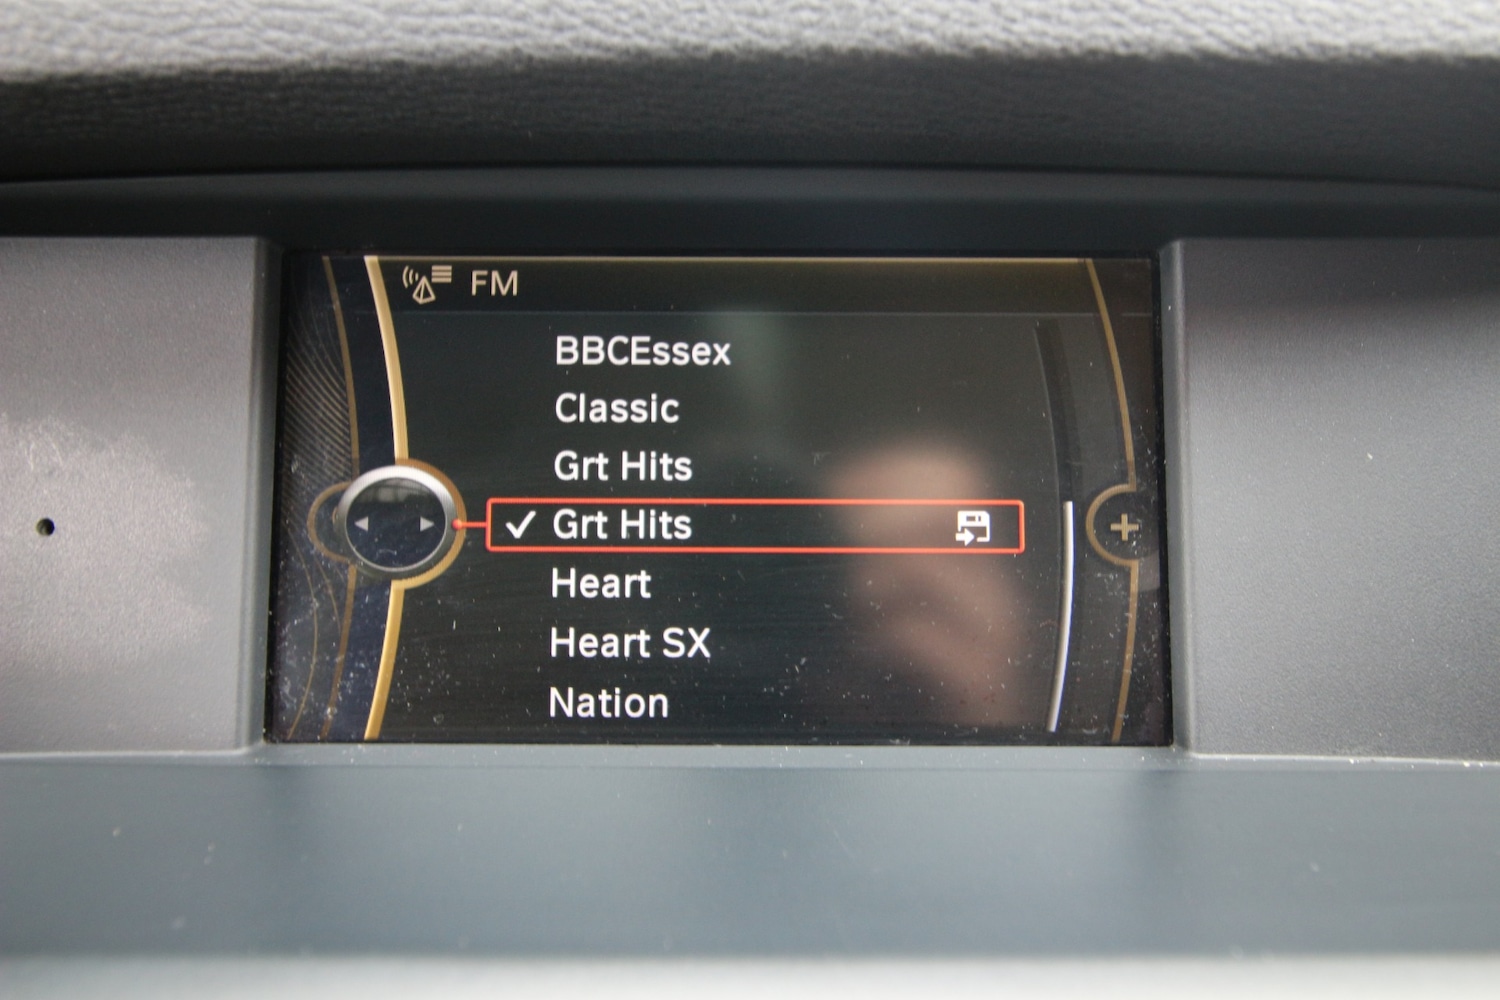 FM
BBCEssex
Classic
Grt Hits
Grt Hits
Heart
Heart SX
Nation